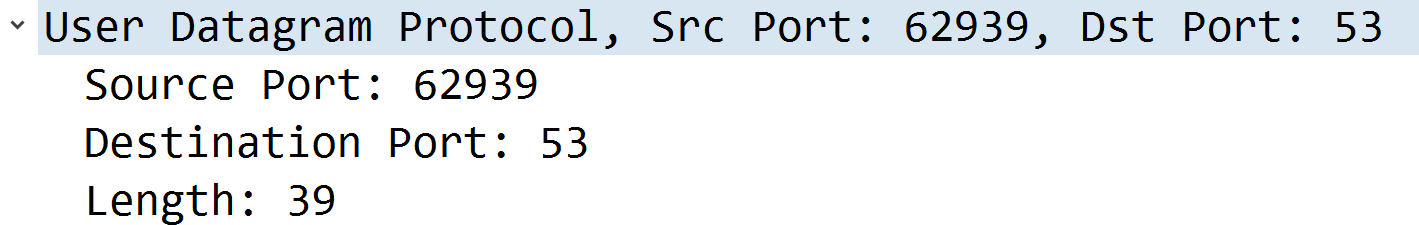 User Datagram Protocol, Src Port: 62939, Dst Port: 53
Source Port: 62939
Destination Port: 53
Length: 39